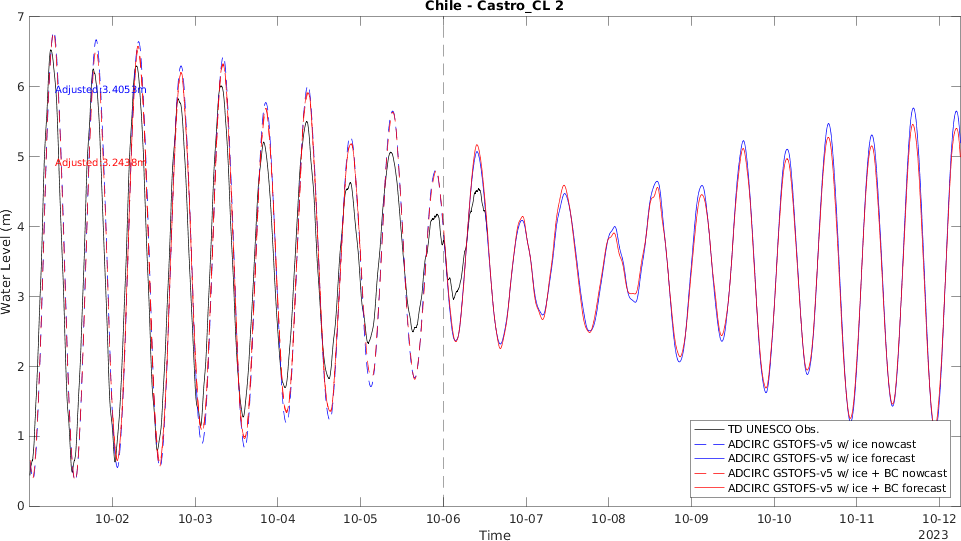 Chile - Castro_CL 2
7
6
5
4
3
2
1
0
Water Level (m)
Adjusted 3.4053m
Adjusted 3.2438m
TD UNESCO Obs.
ADCIRC GSTOFS-v5 w/ ice nowcast
ADCIRC GSTOFS-v5 w/ ice forecast
ADCIRC GSTOFS-v5 w/ ice + BC nowcast
ADCIRC GSTOFS-v5 w/ ice + BC forecast
10-02 10-03 10-04 10-05 10-06 10-07 10-08 10-09 10-10 10-11 10-12
Time
2023